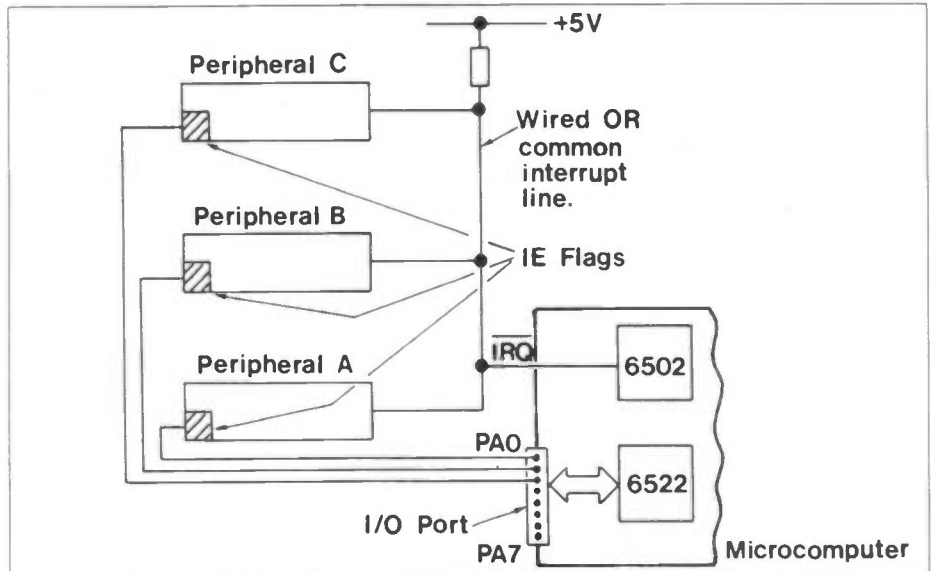 +5V
Peripheral C
Wired OR
common
interrupt
line.
Peripheral B
IE Flags
IRQ
6502
Peripheral A
PA0
6522
I/O Port
PA7
Microcomputer